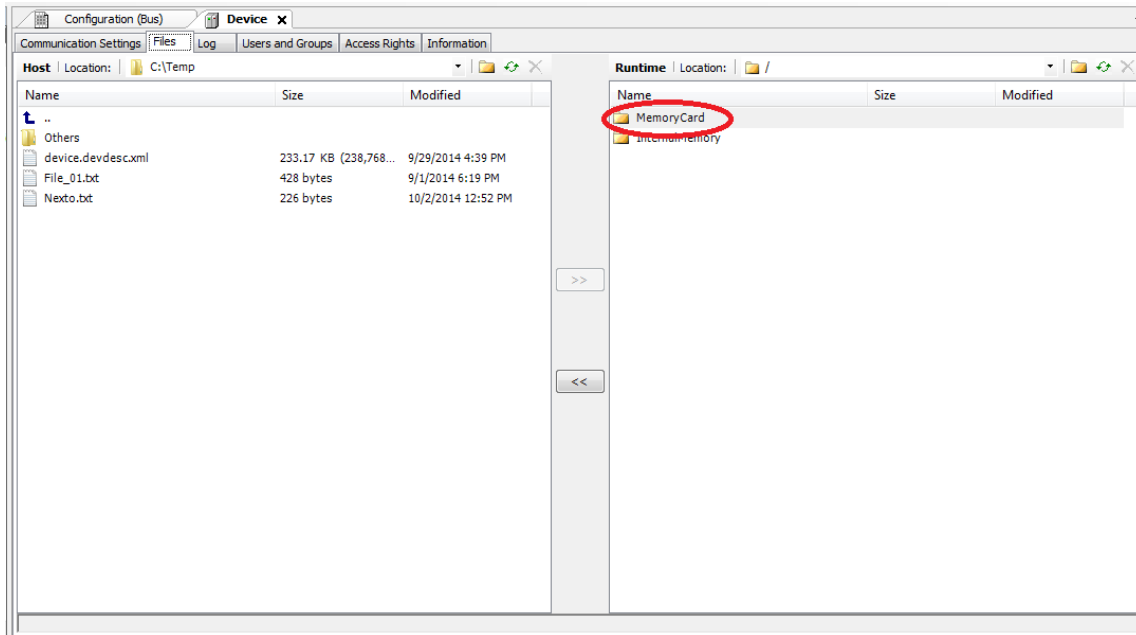 Configuration (Bus) Device
Communication Settings Files Log Users and Groups Access Rights Information
Host Location: C:\Temp Runtime Location: /
Name Size Modified Name Size Modified
.. MemoryCard
Others InternalMemory
device.devdesc.xml 233.17 KB (238,768... 9/29/2014 4:39 PM
File_01.txt 428 bytes 9/1/2014 6:19 PM
Nexto.txt 226 bytes 10/2/2014 12:52 PM
>>
<<